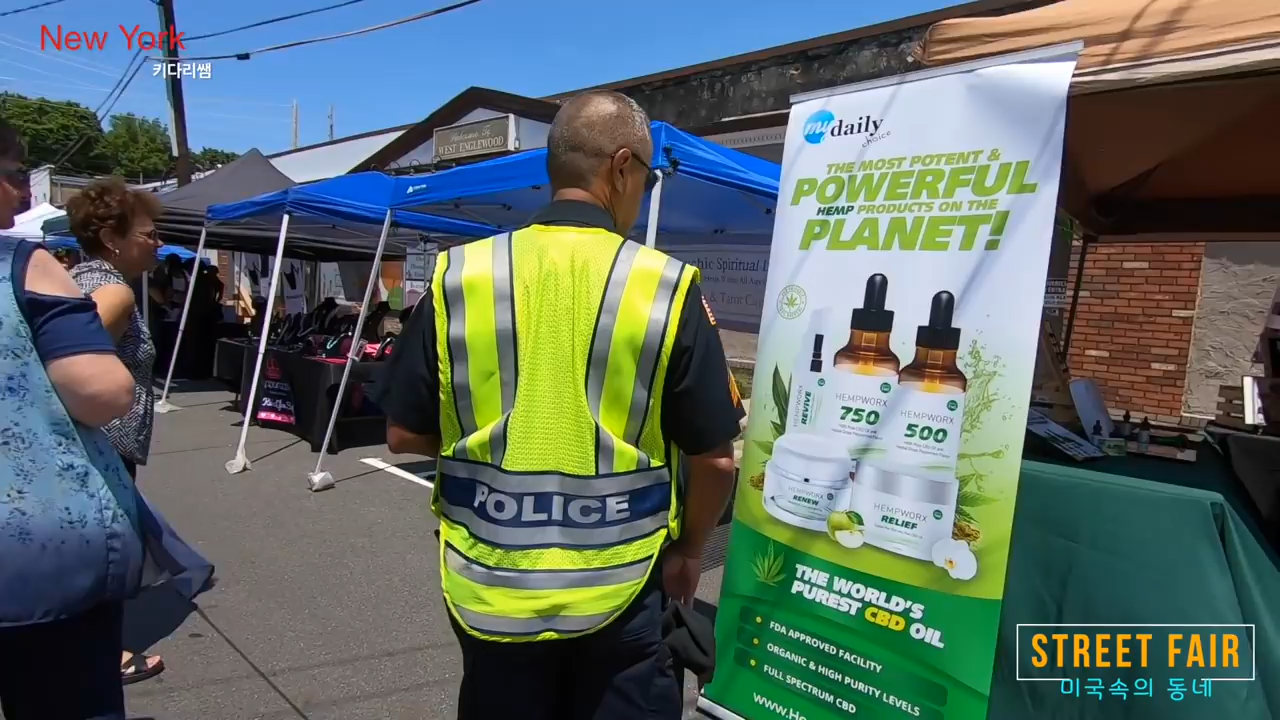 New York
키다리쌤
WEST ENGLEWOOD
POLICE
my daily
choice
THE MOST POTENT &
POWERFUL
HEMP PRODUCTS ON THE
PLANET!
HEMPWORX
REVIVE
HEMPWORX
750
HEMPWORX
500
HEMPWORX
RENEW
HEMPWORX
RELIEF
THE WORLD'S
PUREST CBD OIL
FDA APPROVED FACILITY
ORGANIC & HIGH PURITY LEVELS
FULL SPECTRUM CBD
www.He
STREET FAIR
미국속의 동네